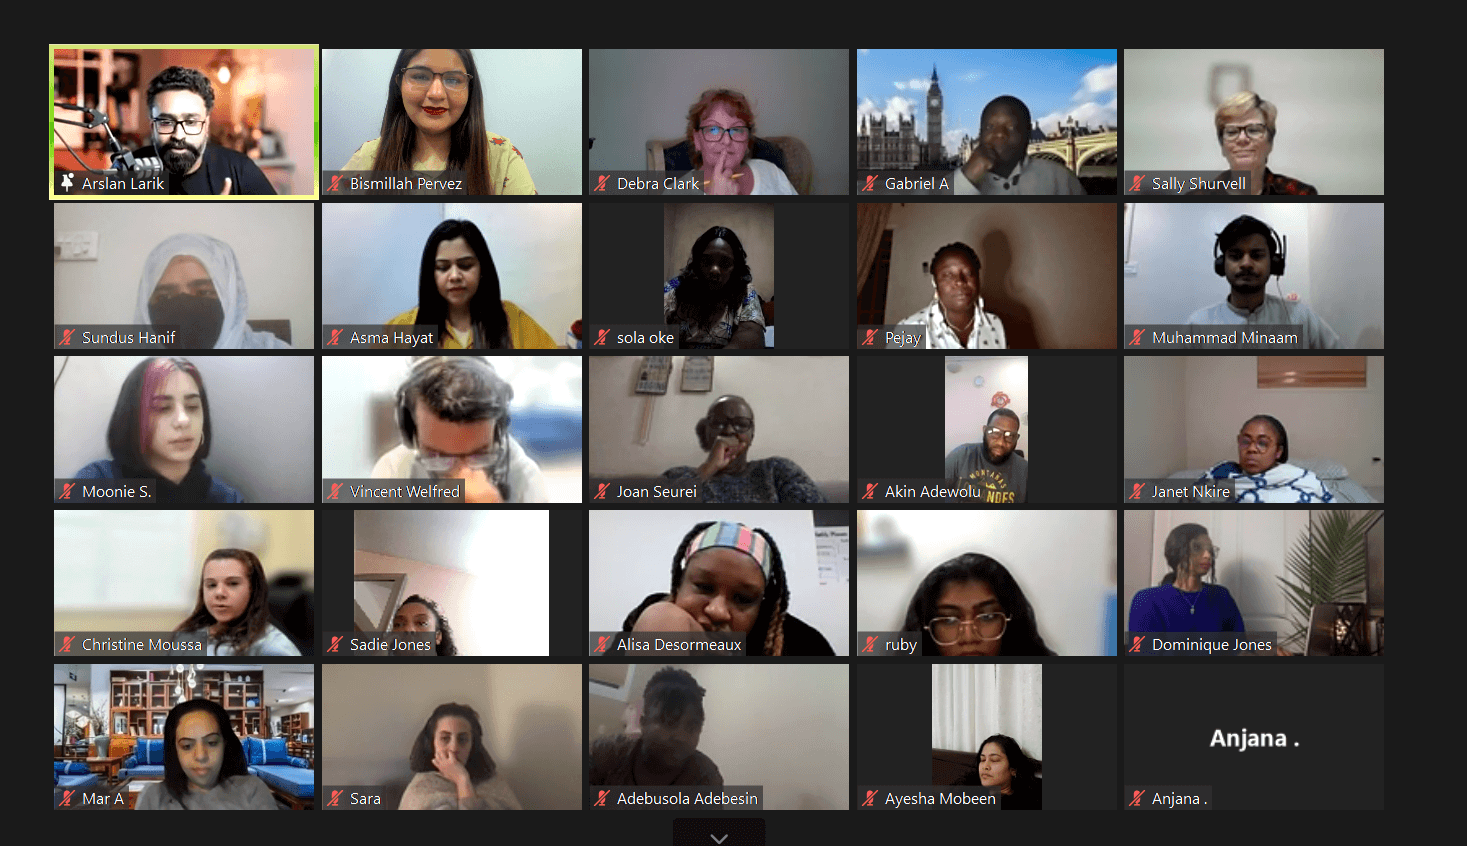 Arslan Larik
Bismillah Pervez
Debra Clark
Gabriel A
Sally Shurvell
Sundus Hanif
Asma Hayat
sola oke
Pejay
Muhammad Minaam
Moonie S.
Vincent Welfred
Joan Seurei
Akin Adewolu
MONTANAS
NDES
Janet Nkire
Christine Moussa
Sadie Jones
Alisa Desormeaux
ruby
Dominique Jones
Mar A
Sara
Adebusola Adebesin
Ayesha Mobeen
Anjana .
Anjana .